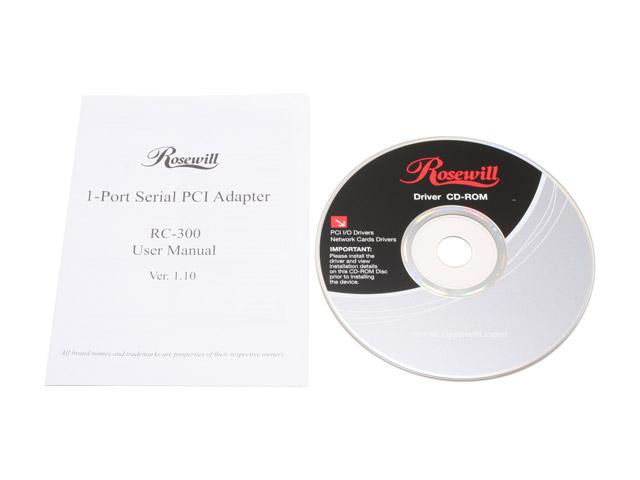 Rosewill
1-Port Serial PCI Adapter
RC-300
User Manual
Ver. 1.10
All brand names and trademarks are properties of their respective owners.
Rosewill
Driver CD-ROM
PCI I/O Drivers
Network Cards Drivers
IMPORTANT:
Please install the
driver and view
installation details
on this CD-ROM Disc
prior to installing
the device.
www.rosewill.com